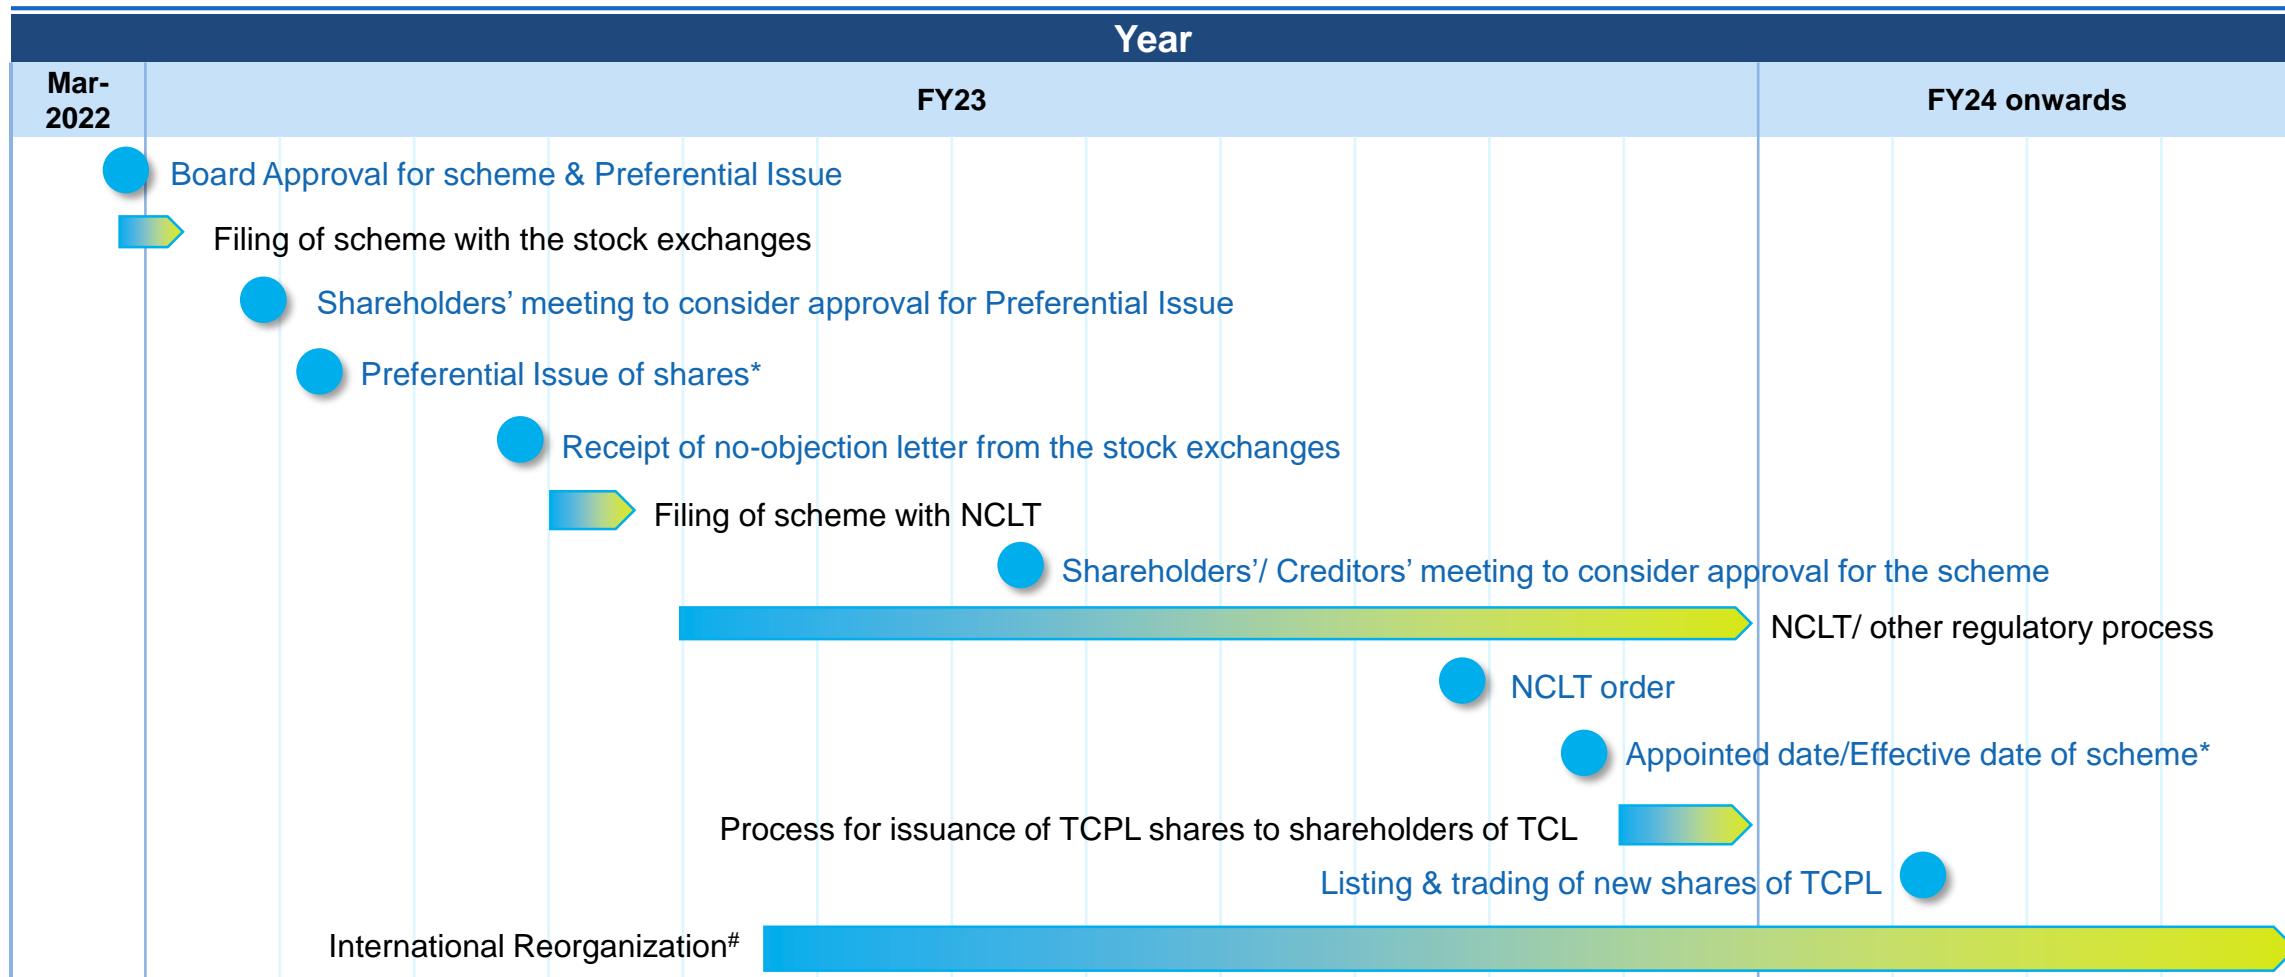 Year
Mar-
2022
FY23
FY24 onwards
Board Approval for scheme & Preferential Issue
Filing of scheme with the stock exchanges
Shareholders’ meeting to consider approval for Preferential Issue
Preferential Issue of shares*
Receipt of no-objection letter from the stock exchanges
Filing of scheme with NCLT
Shareholders’/ Creditors’ meeting to consider approval for the scheme
NCLT/ other regulatory process
NCLT order
Appointed date/Effective date of scheme*
Process for issuance of TCPL shares to shareholders of TCL
Listing & trading of new shares of TCPL
International Reorganization#